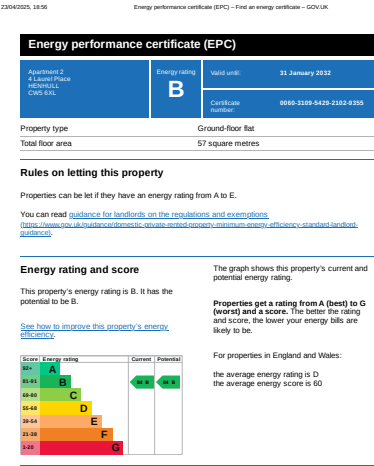 23/04/2025, 18:56 Energy performance certificate (EPC) – Find an energy certificate – GOV.UK
Energy performance certificate (EPC)
Apartment 2
4 Laurel Place
HENHULL
CW5 6XL
Energy rating
B
Valid until: 31 January 2032
Certificate number: 0060-3109-5429-2102-9355
Property type Ground-floor flat
Total floor area 57 square metres
Rules on letting this property
Properties can be let if they have an energy rating from A to E.
You can read guidance for landlords on the regulations and exemptions
(https://www.gov.uk/guidance/domestic-private-rented-property-minimum-energy-efficiency-standard-landlord-
guidance).
Energy rating and score
This property's energy rating is B. It has the
potential to be B.
See how to improve this property's energy
efficiency.
Score Energy rating Current Potential
92+ A
81-91 B 84 B 84 B
69-80 C
55-68 D
39-54 E
21-38 F
1-20 G
The graph shows this property's current and
potential energy rating.
Properties get a rating from A (best) to G
(worst) and a score. The better the rating
and score, the lower your energy bills are
likely to be.
For properties in England and Wales:
the average energy rating is D
the average energy score is 60